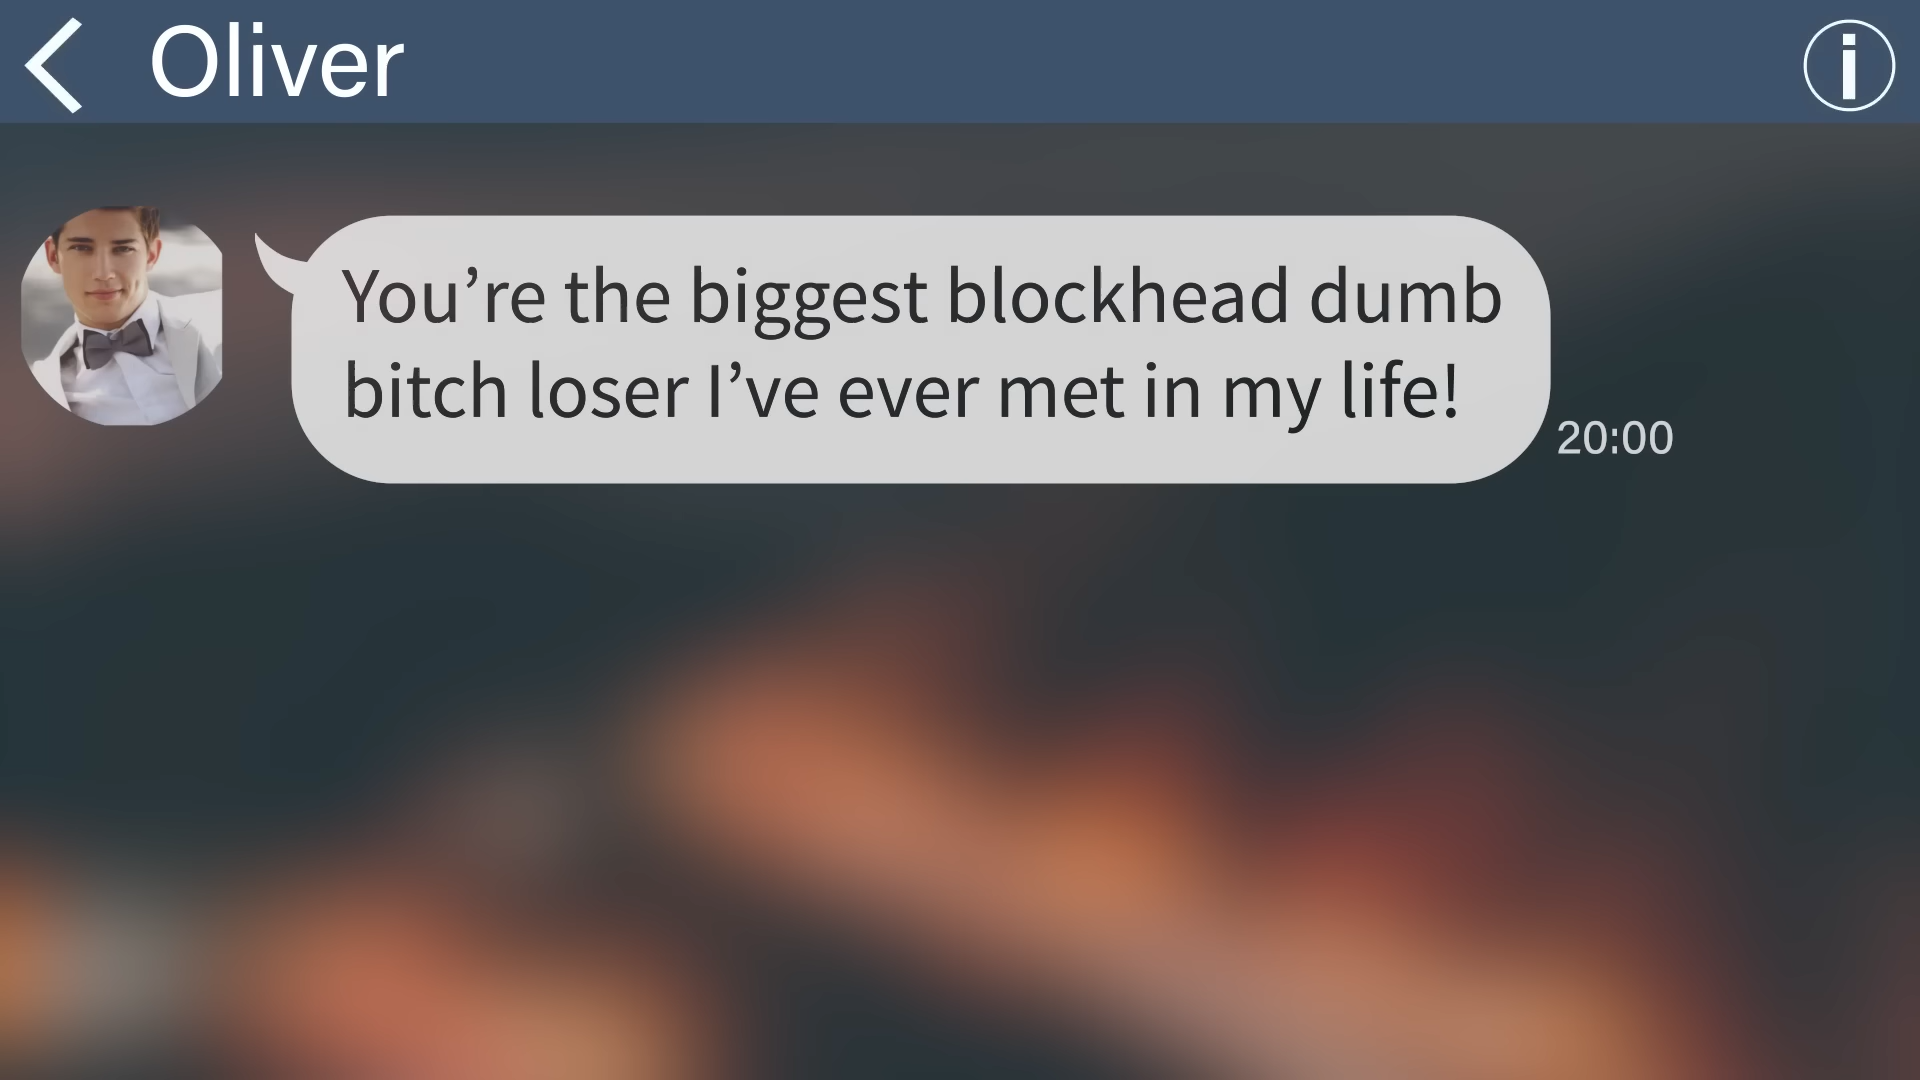 Oliver
You’re the biggest blockhead dumb
bitch loser I’ve ever met in my life!
20:00